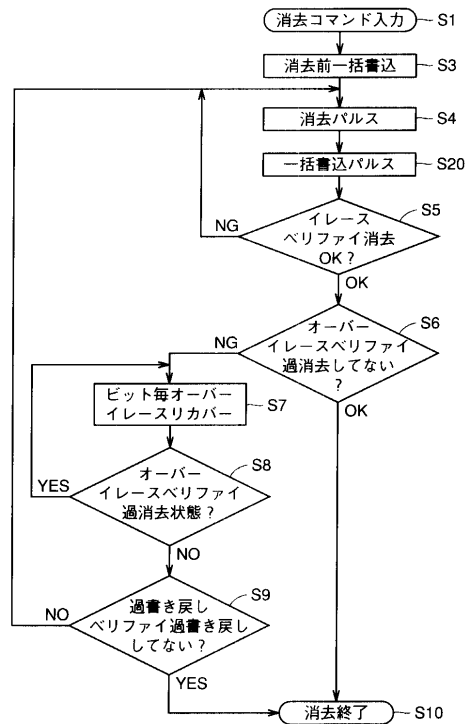 消去コマンド入力 S1
消去前一括書込 S3
消去パルス S4
一括書込パルス S20
イレース
ベリファイ消去
OK?
S5
NG
OK
オーバー
イレースベリファイ
過消去してない
?
S6
NG
OK
ビット毎オーバー
イレースリカバー
S7
オーバー
イレースベリファイ
過消去状態?
S8
YES
NO
過書き戻し
ベリファイ過書き戻し
してない?
S9
NO
YES
消去終了 S10